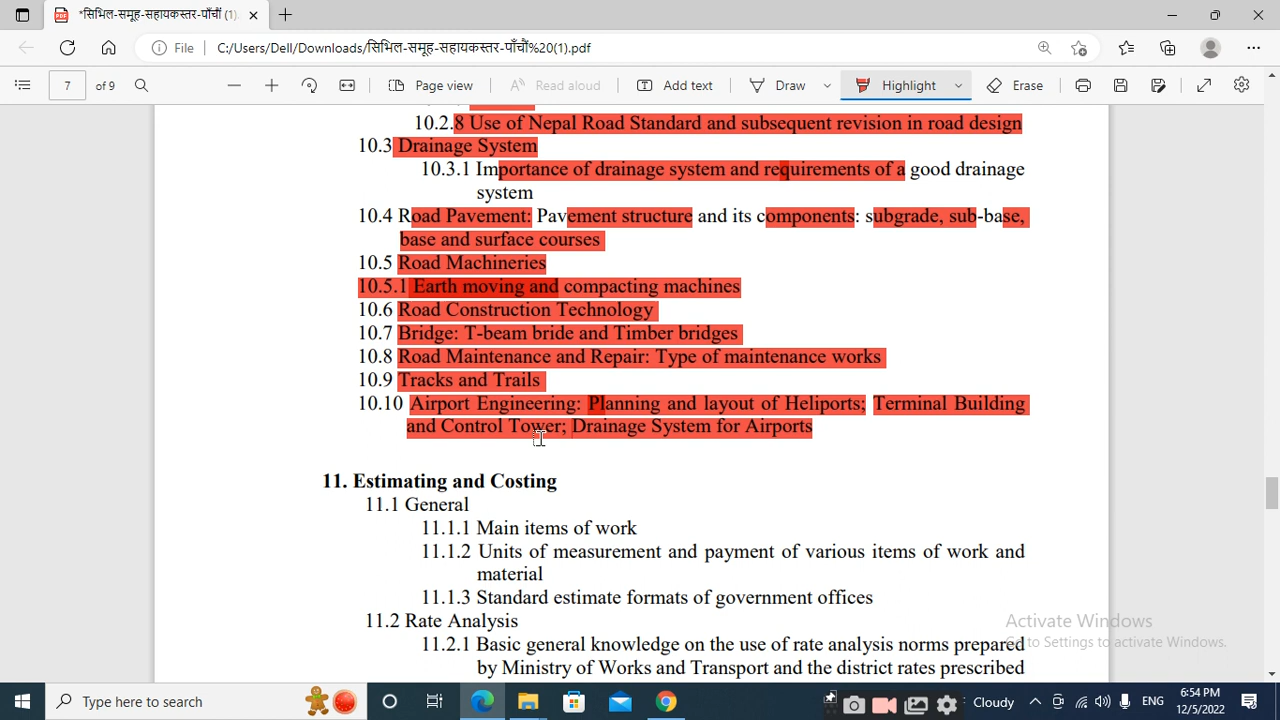 *सिभिल-समूह-सहायकस्तर-पाँचौं (1).
File C:/Users/Dell/Downloads/सिभिल-समूह-सहायकस्तर-पाँचौं%20(1).pdf
7 of 9 Page view Read aloud Add text Draw Highlight Erase
10.2.8 Use of Nepal Road Standard and subsequent revision in road design
10.3 Drainage System
10.3.1 Importance of drainage system and requirements of a good drainage
system
10.4 Road Pavement: Pavement structure and its components: subgrade, sub-base,
base and surface courses
10.5 Road Machineries
10.5.1 Earth moving and compacting machines
10.6 Road Construction Technology
10.7 Bridge: T-beam bride and Timber bridges
10.8 Road Maintenance and Repair: Type of maintenance works
10.9 Tracks and Trails
10.10 Airport Engineering: Planning and layout of Heliports; Terminal Building
and Control Tower; Drainage System for Airports
11. Estimating and Costing
11.1 General
11.1.1 Main items of work
11.1.2 Units of measurement and payment of various items of work and
material
11.1.3 Standard estimate formats of government offices
11.2 Rate Analysis
11.2.1 Basic general knowledge on the use of rate analysis norms prepared
by Ministry of Works and Transport and the district rates prescribed
Activate Windows
Go to Settings to activate Windows.
Type here to search
Cloudy ENG 6:54 PM
12/5/2022